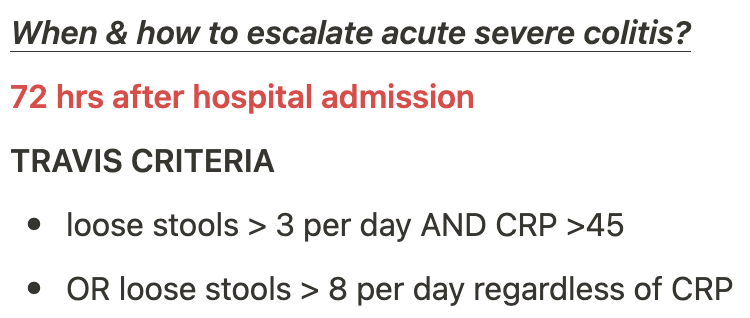 When & how to escalate acute severe colitis?
72 hrs after hospital admission
TRAVIS CRITERIA
• loose stools > 3 per day AND CRP >45
• OR loose stools > 8 per day regardless of CRP